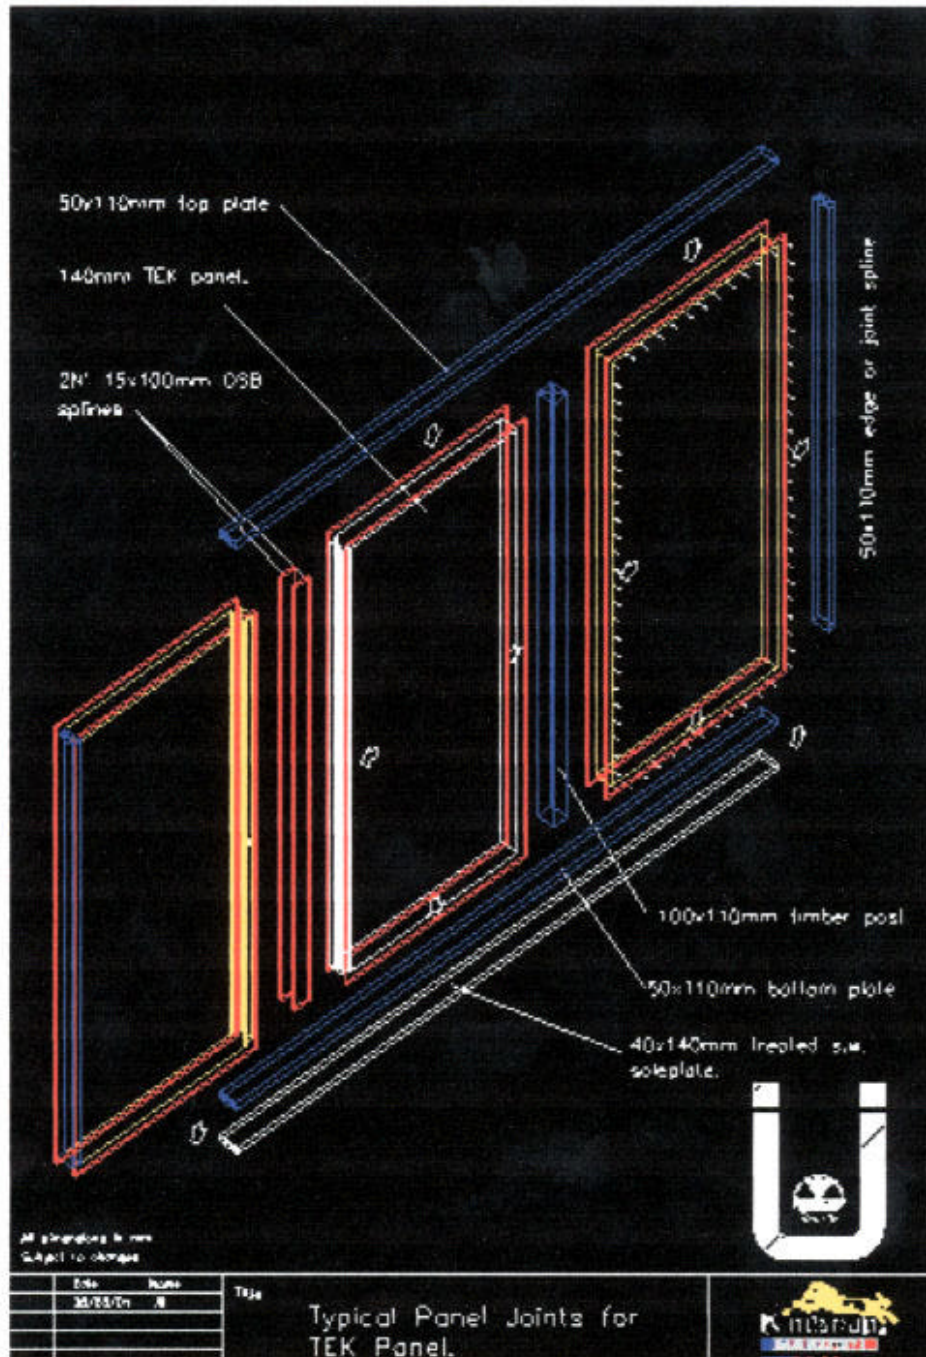 50x110mm top plate
140mm TEK panel.
2N° 15x100mm OSB
splines
50x110mm edge or joint spline
100x110mm timber post
50x110mm bottom plate
40x140mm treated s.w.
soleplate.
All dimensions in mm
Subject to changes
Date Name
Title
Typical Panel Joints for
TEK Panel.
Kingspan